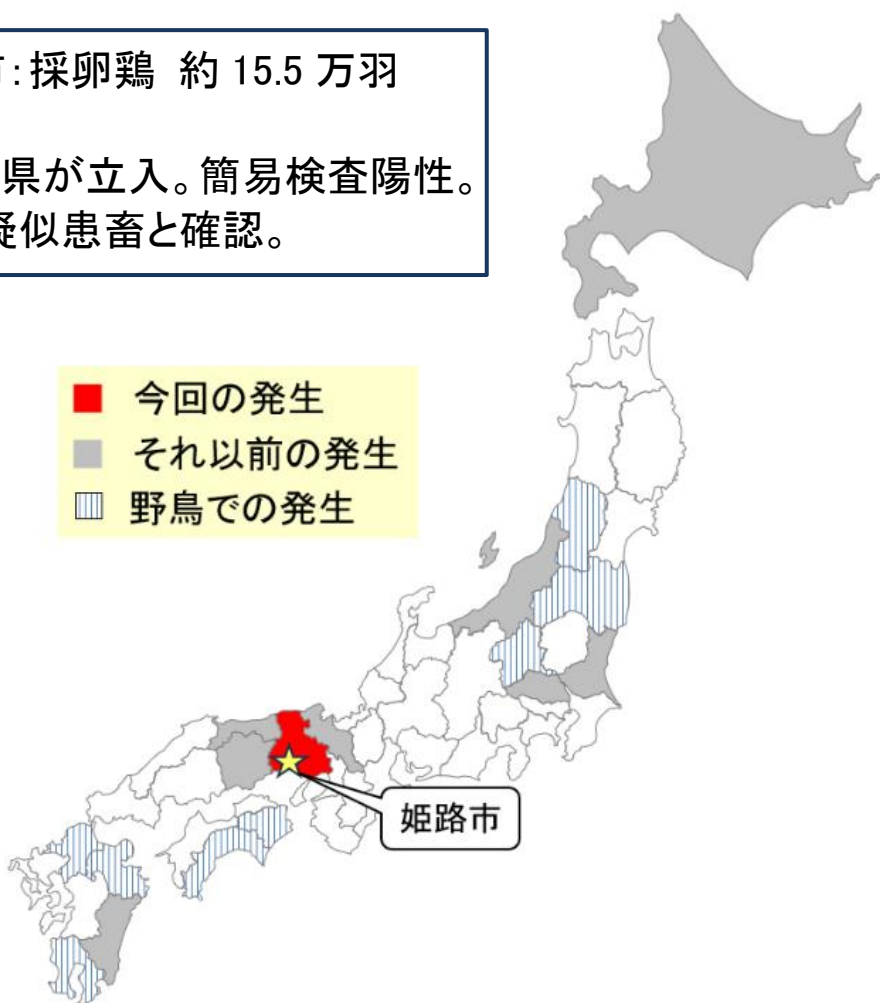 ：採卵鶏 約 15.5 万羽
県が立入。簡易検査陽性。
疑似患畜と確認。
今回の発生
それ以前の発生
野鳥での発生
姫路市